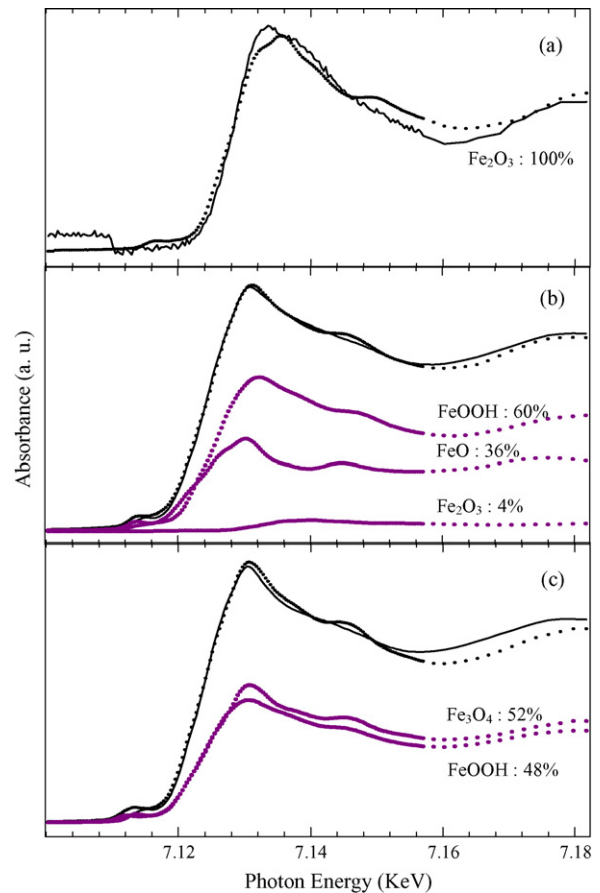 (a)
Fe₂O₃ : 100%
(b)
FeOOH : 60%
FeO : 36%
Fe₂O₃ : 4%
(c)
Fe₃O₄ : 52%
FeOOH : 48%
Absorbance (a. u.)
7.12 7.14 7.16 7.18
Photon Energy (KeV)